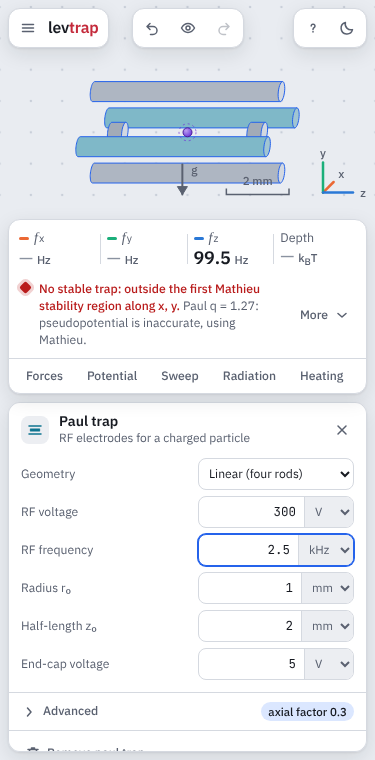 levtrap
?
g
2 mm
y
x
z
fx
fy
fz
Depth
— Hz
— Hz
99.5 Hz
— kBT
No stable trap: outside the first Mathieu
stability region along x, y. Paul q = 1.27:
pseudopotential is inaccurate, using
Mathieu.
More
Forces
Potential
Sweep
Radiation
Heating
Paul trap
RF electrodes for a charged particle
Geometry
Linear (four rods)
RF voltage
300
V
RF frequency
2.5
kHz
Radius r₀
1
mm
Half-length z₀
2
mm
End-cap voltage
5
V
Advanced
axial factor 0.3